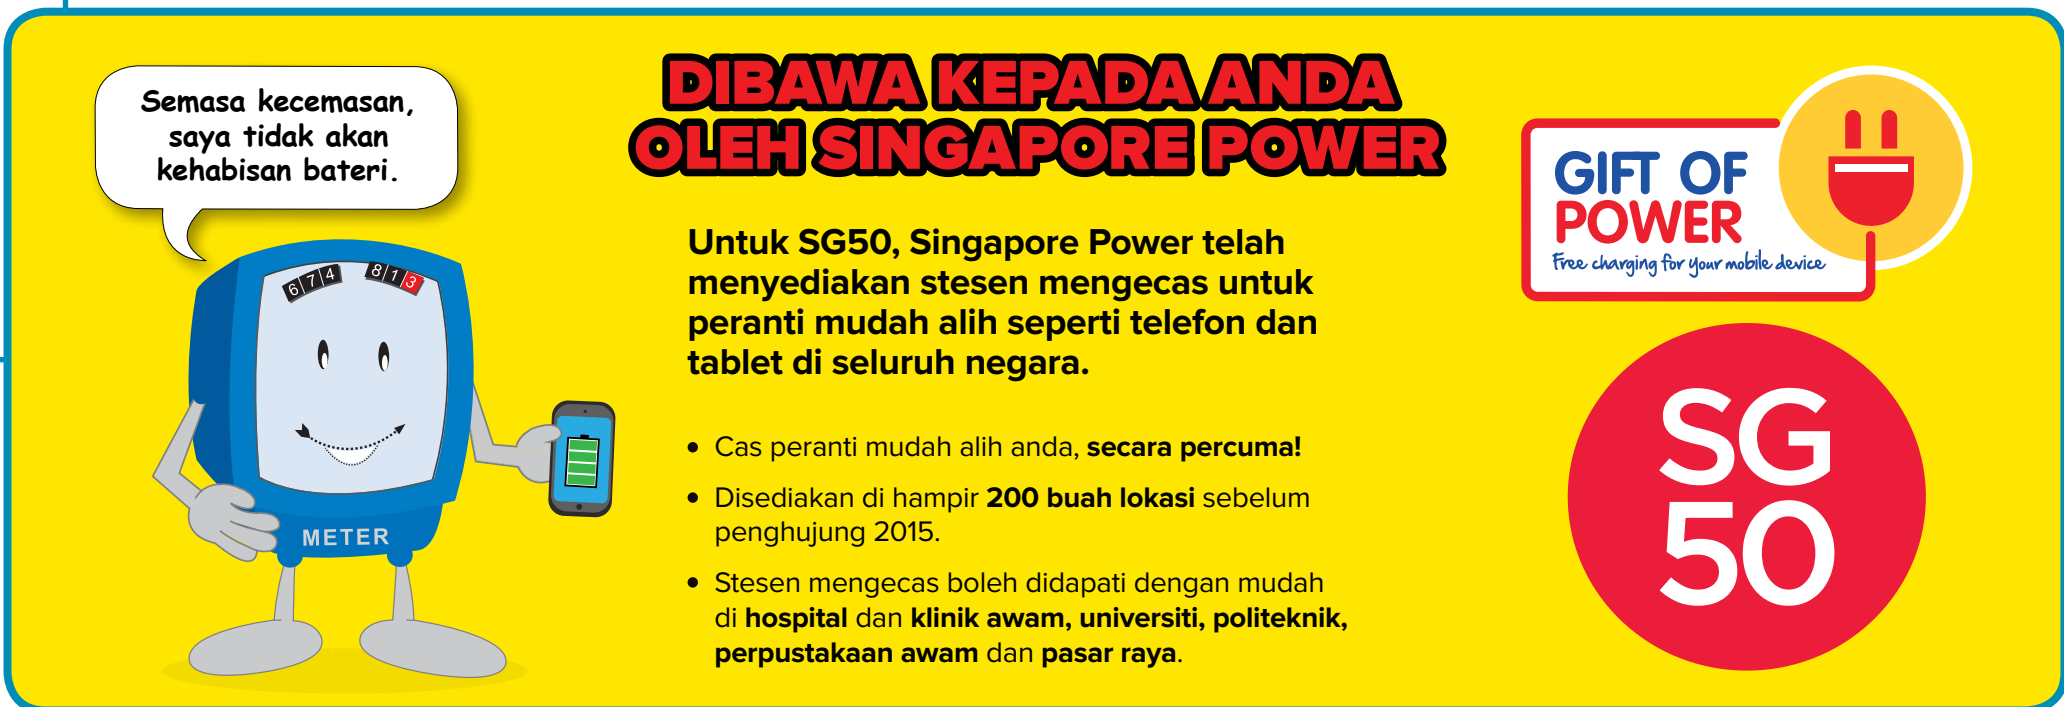 Semasa kecemasan,
saya tidak akan
kehabisan bateri.
674 813
METER
DIBAWA KEPADA ANDA
OLEH SINGAPORE POWER
Untuk SG50, Singapore Power telah
menyediakan stesen mengecas untuk
peranti mudah alih seperti telefon dan
tablet di seluruh negara.
• Cas peranti mudah alih anda, secara percuma!
• Disediakan di hampir 200 buah lokasi sebelum
penghujung 2015.
• Stesen mengecas boleh didapati dengan mudah
di hospital dan klinik awam, universiti, politeknik,
perpustakaan awam dan pasar raya.
GIFT OF
POWER
Free charging for your mobile device
SG
50